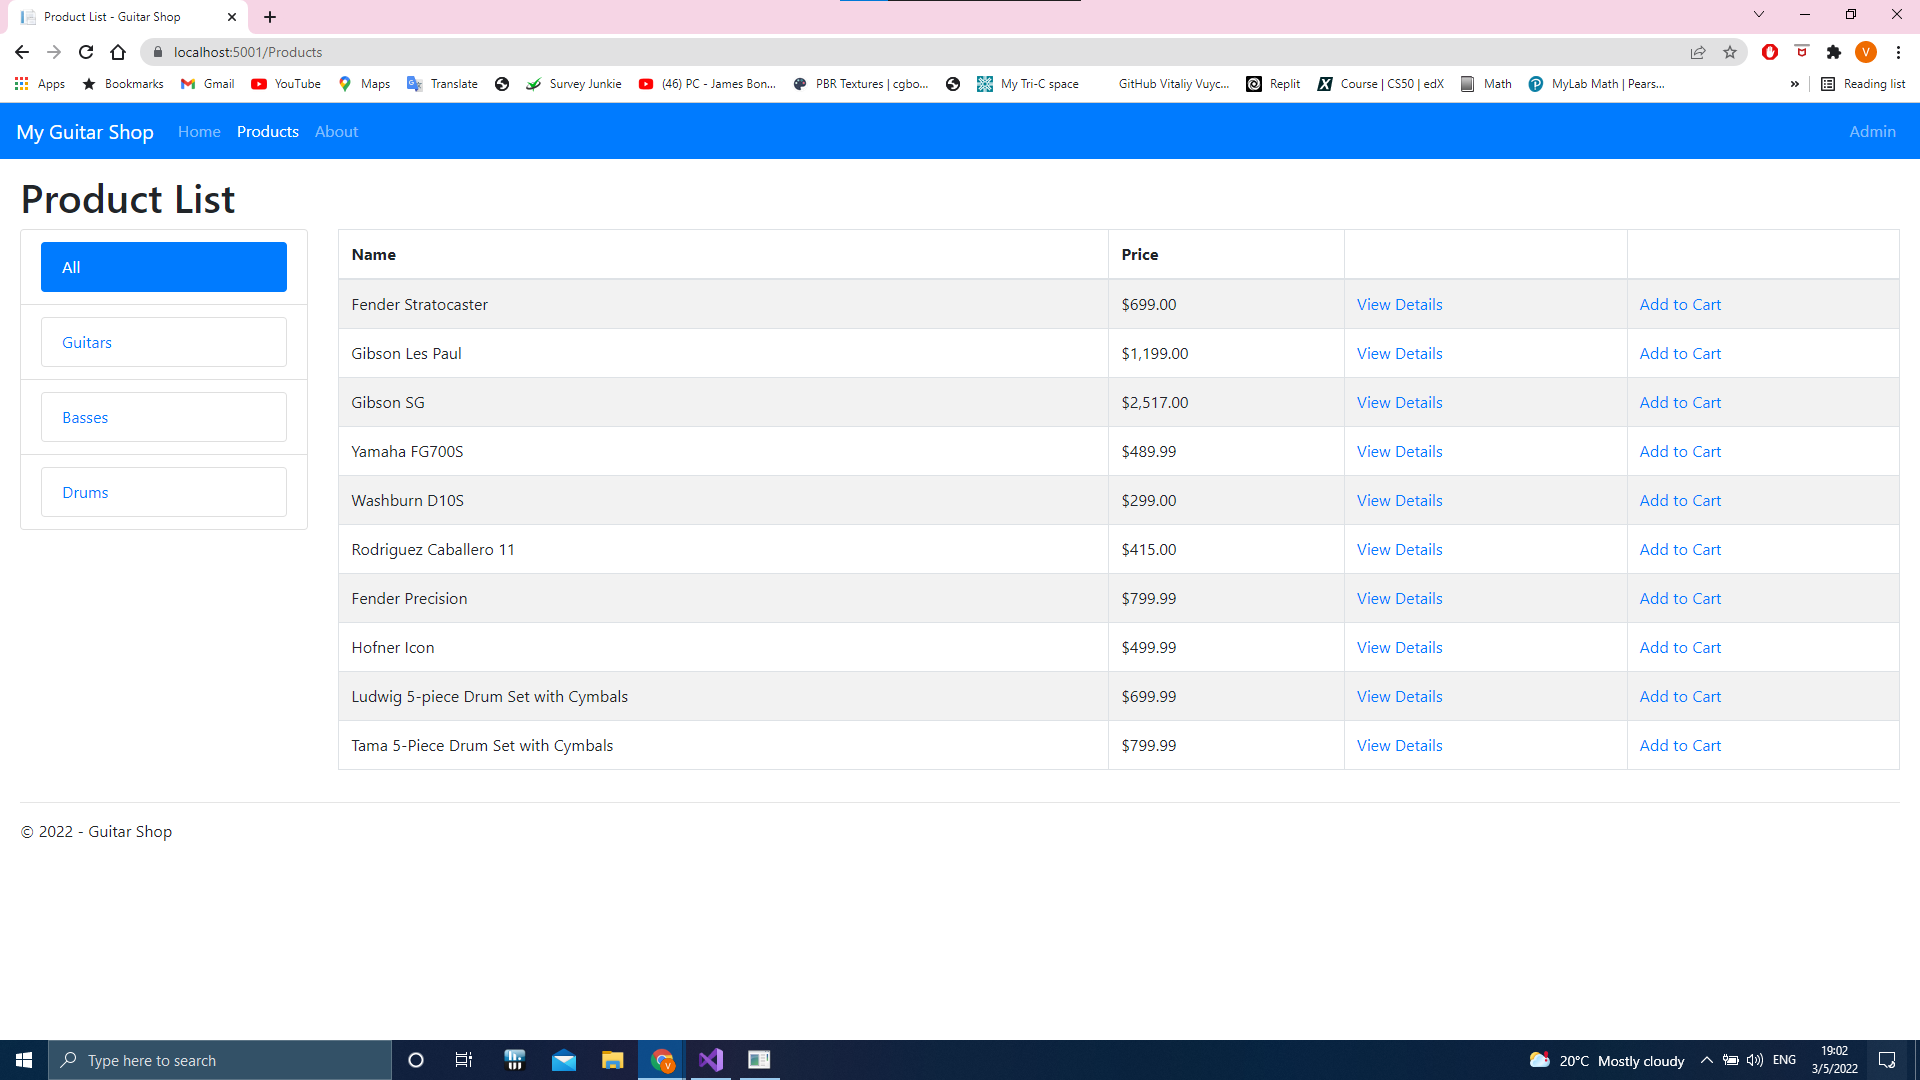 Product List - Guitar Shop
localhost:5001/Products
V
Apps Bookmarks Gmail YouTube Maps Translate Survey Junkie (46) PC - James Bon... PBR Textures | cgbo... My Tri-C space GitHub Vitaliy Vuyc... Replit Course | CS50 | edX Math MyLab Math | Pears... » Reading list
My Guitar Shop Home Products About Admin
Product List
All
Guitars
Basses
Drums
Name Price
Fender Stratocaster $699.00 View Details Add to Cart
Gibson Les Paul $1,199.00 View Details Add to Cart
Gibson SG $2,517.00 View Details Add to Cart
Yamaha FG700S $489.99 View Details Add to Cart
Washburn D10S $299.00 View Details Add to Cart
Rodriguez Caballero 11 $415.00 View Details Add to Cart
Fender Precision $799.99 View Details Add to Cart
Hofner Icon $499.99 View Details Add to Cart
Ludwig 5-piece Drum Set with Cymbals $699.99 View Details Add to Cart
Tama 5-Piece Drum Set with Cymbals $799.99 View Details Add to Cart
© 2022 - Guitar Shop
Type here to search
20°C Mostly cloudy
ENG
19:02
3/5/2022